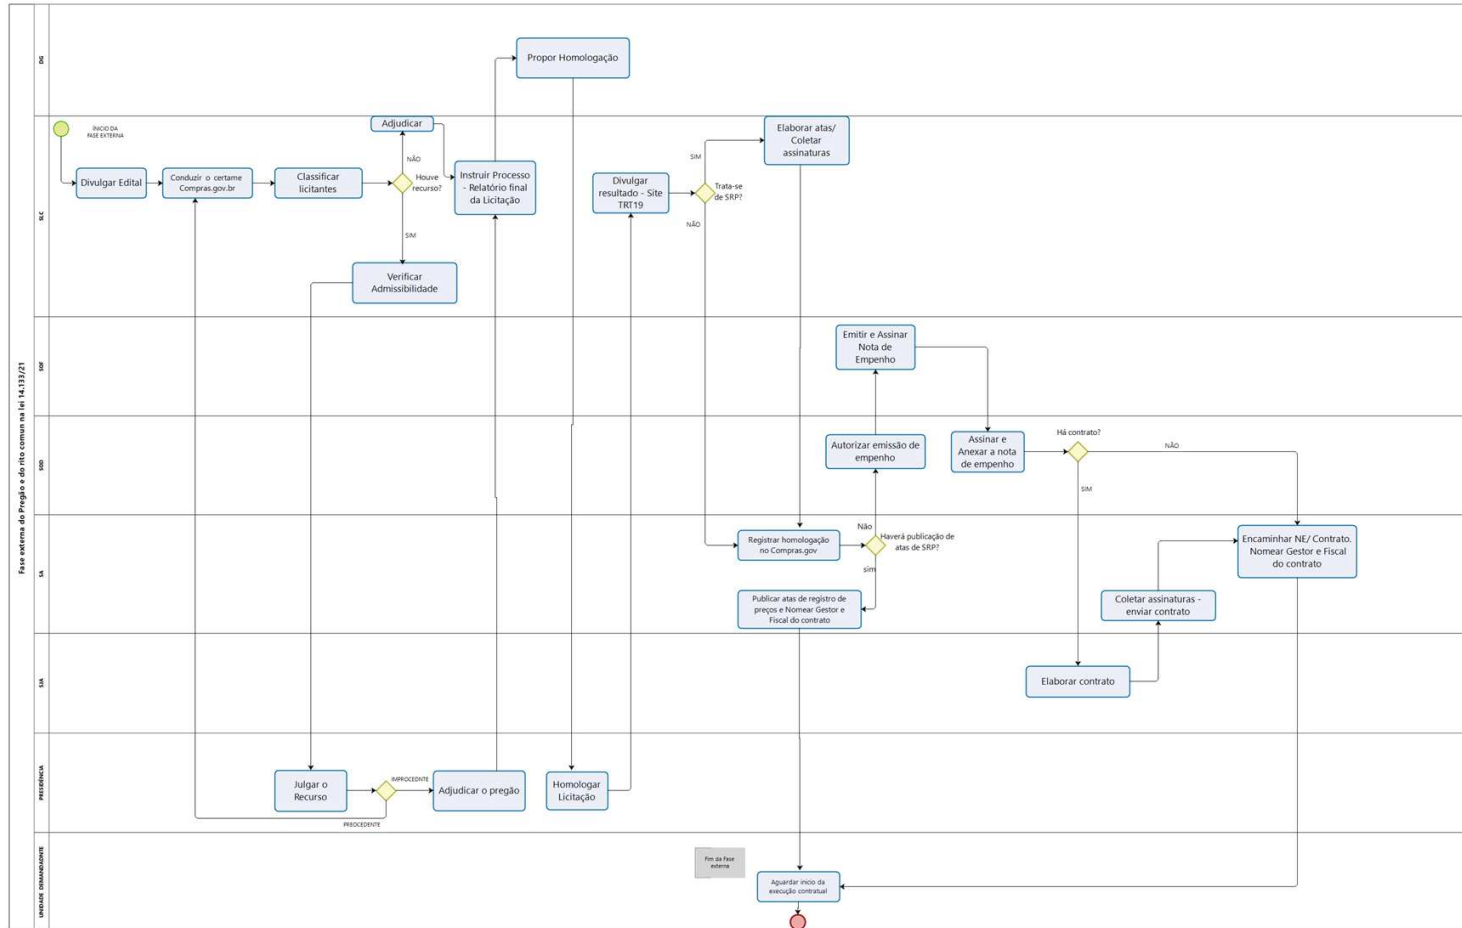 Fase externa do Pregão e do rito comun na lei 14.133/21
DG
Propor Homologação
SLC
ÍNICIO DA
FASE EXTERNA
Divulgar Edital
Conduzir o certame
Compras.gov.br
Classificar
licitantes
Adjudicar
NÃO
Houve
recurso?
SIM
Verificar
Admissibilidade
Instruir Processo
- Relatório final
da Licitação
Divulgar
resultado - Site
TRT19
SIM
Trata-se
de SRP?
NÃO
Elaborar atas/
Coletar
assinaturas
SOF
Emitir e Assinar
Nota de
Empenho
SOD
Autorizar emissão de
empenho
Assinar e
Anexar a nota
de empenho
Há contrato?
NÃO
SIM
SA
Registrar homologação
no Compras.gov
Não
Haverá publicação de
atas de SRP?
sim
Publicar atas de registro de
preços e Nomear Gestor e
Fiscal do contrato
Coletar assinaturas -
enviar contrato
Encaminhar NE/ Contrato.
Nomear Gestor e Fiscal
do contrato
SJA
Elaborar contrato
PRESIDÊNCIA
Julgar o
Recurso
IMPROCEDNTE
PREOCEDENTE
Adjudicar o pregão
Homologar
Licitação
UNIDADE DEMANDAONTE
Fim da Fase
externa
Aguardar inicio da
execução contratual